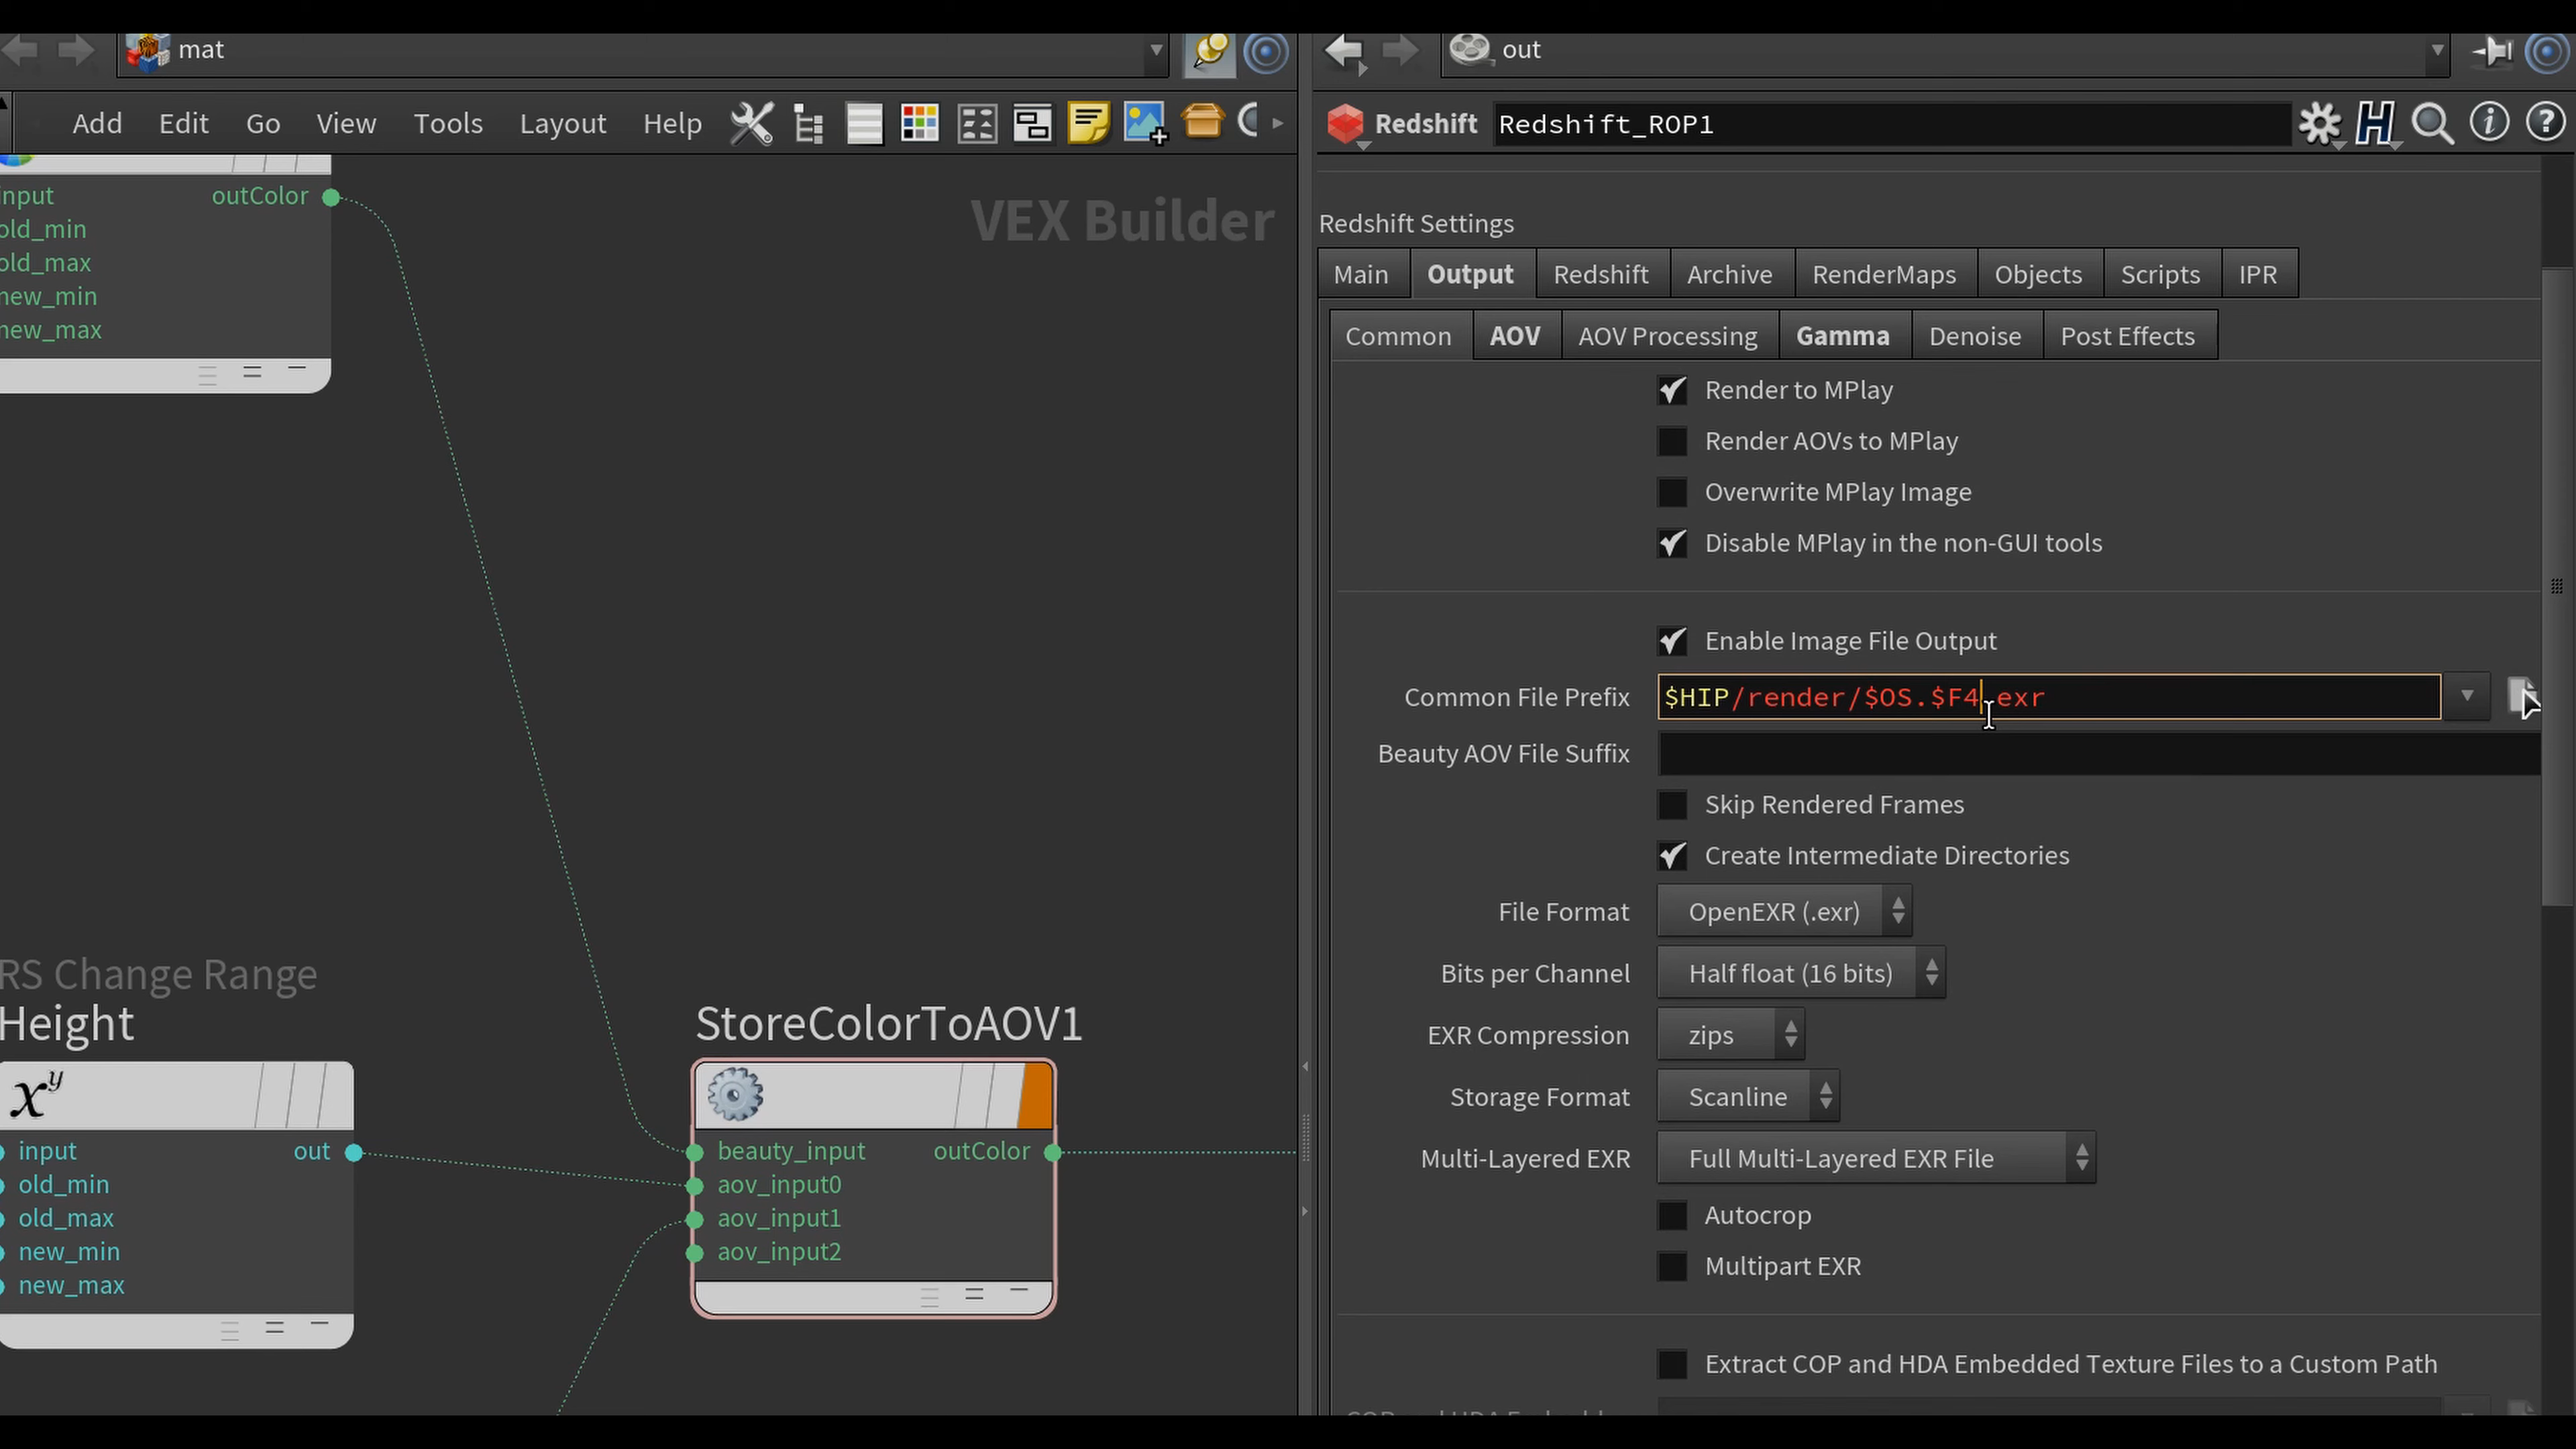 mat
Add Edit Go View Tools Layout Help
VEX Builder
input outColor
old_min
old_max
new_min
new_max
RS Change Range
Height
xy
input out
old_min
old_max
new_min
new_max
StoreColorToAOV1
beauty_input outColor
aov_input0
aov_input1
aov_input2
out
Redshift Redshift_ROP1
Redshift Settings
Main Output Redshift Archive RenderMaps Objects Scripts IPR
Common AOV AOV Processing Gamma Denoise Post Effects
Render to MPlay
Render AOVs to MPlay
Overwrite MPlay Image
Disable MPlay in the non-GUI tools
Enable Image File Output
Common File Prefix $HIP/render/$OS.$F4.exr
Beauty AOV File Suffix
Skip Rendered Frames
Create Intermediate Directories
File Format OpenEXR (.exr)
Bits per Channel Half float (16 bits)
EXR Compression zips
Storage Format Scanline
Multi-Layered EXR Full Multi-Layered EXR File
Autocrop
Multipart EXR
Extract COP and HDA Embedded Texture Files to a Custom Path